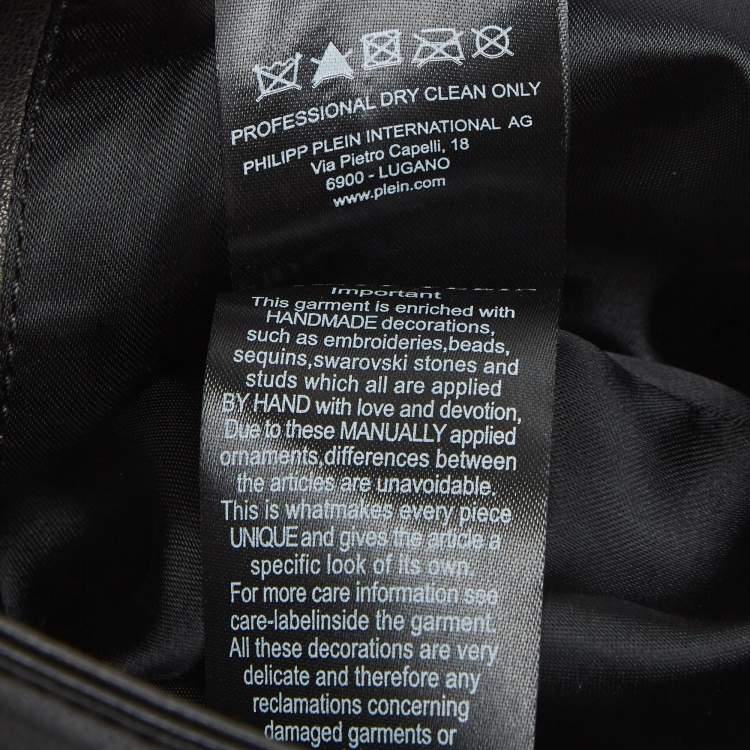 PROFESSIONAL DRY CLEAN ONLY
PHILIPP PLEIN INTERNATIONAL AG
Via Pietro Capelli, 18
6900 - LUGANO
www.plein.com
Important
This garment is enriched with
HANDMADE decorations,
such as embroideries,beads,
sequins,swarovski stones and
studs which all are applied
BY HAND with love and devotion,
Due to these MANUALLY applied
ornaments,differences between
the articles are unavoidable.
This is whatmakes every piece
UNIQUE and gives the article a
specific look of its own.
For more care information see
care-labelinside the garment.
All these decorations are very
delicate and therefore any
reclamations concerning
damaged garments or